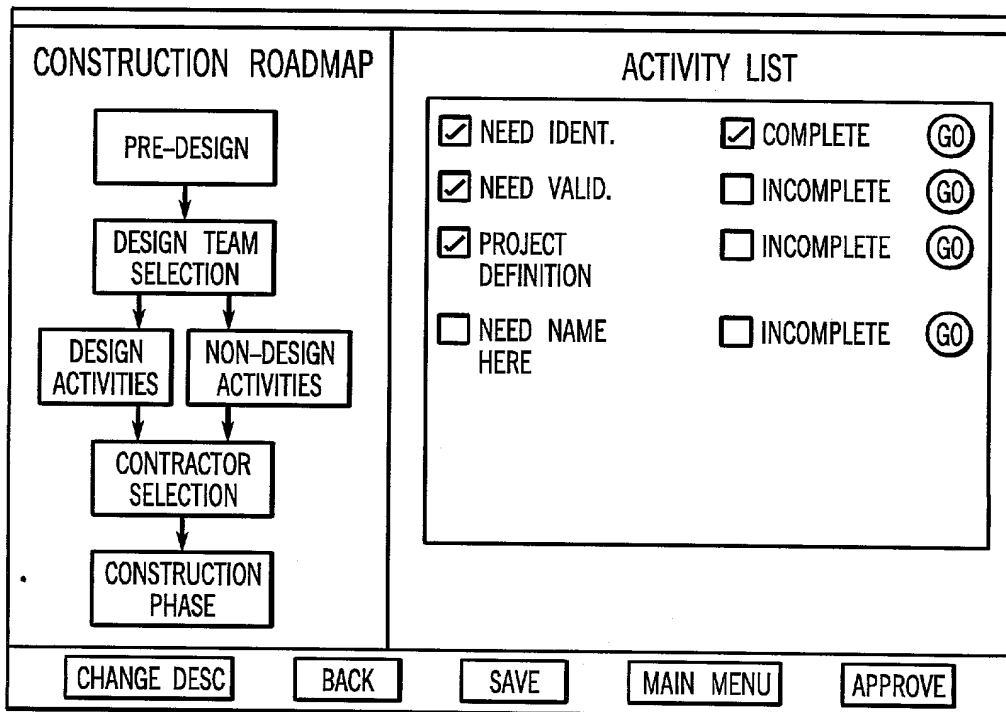 CONSTRUCTION ROADMAP
PRE-DESIGN
DESIGN TEAM
SELECTION
DESIGN
ACTIVITIES
NON-DESIGN
ACTIVITIES
CONTRACTOR
SELECTION
CONSTRUCTION
PHASE
ACTIVITY LIST
NEED IDENT. COMPLETE GO
NEED VALID. INCOMPLETE GO
PROJECT INCOMPLETE GO
DEFINITION
NEED NAME INCOMPLETE GO
HERE
CHANGE DESC BACK SAVE MAIN MENU APPROVE